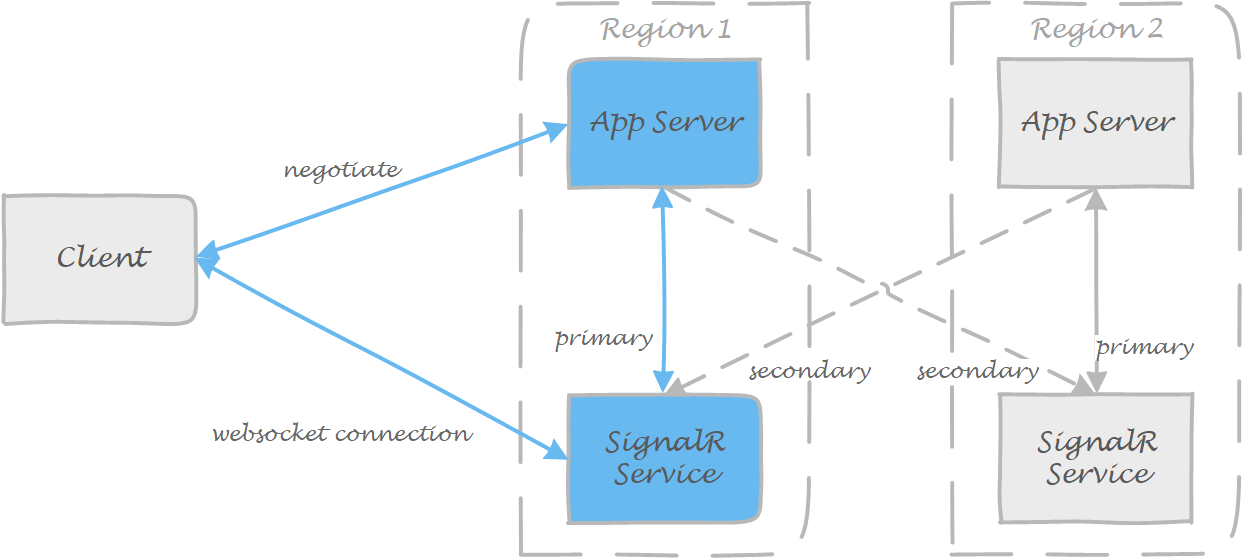 Region 1
Region 2
App Server
App Server
negotiate
Client
primary
primary
secondary
secondary
websocket connection
SignalR
Service
SignalR
Service